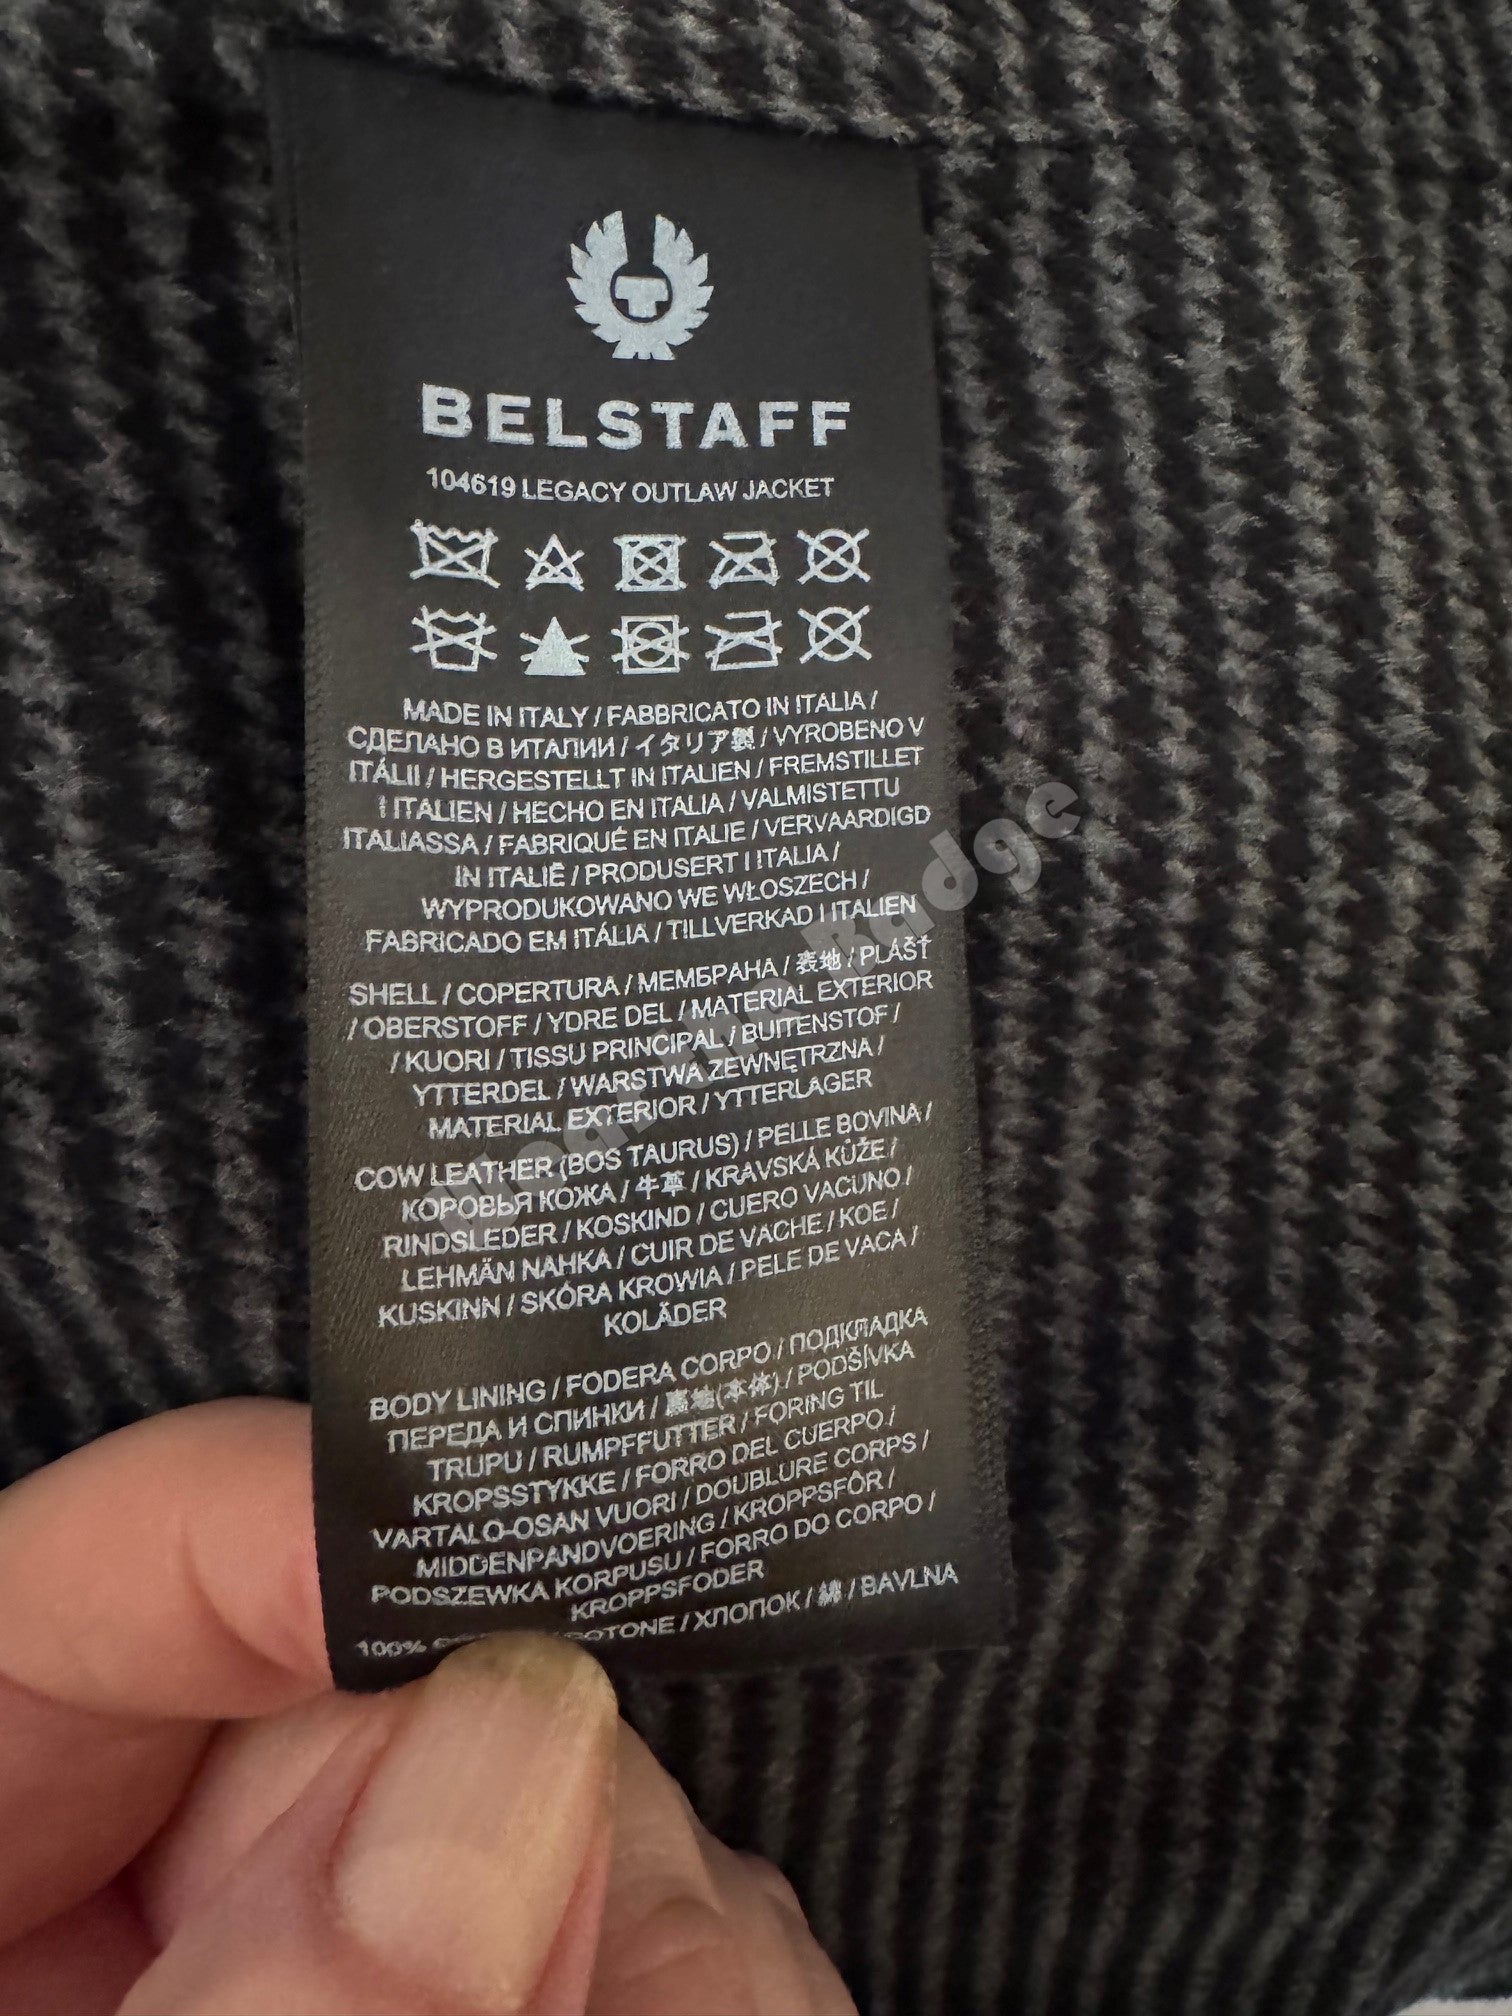 BELSTAFF
104619 LEGACY OUTLAW JACKET
MADE IN ITALY / FABBRICATO IN ITALIA /
СДЕЛАНО В ИТАЛИИ / イタリア製 / VYROBENO V
ITÁLII / HERGESTELLT IN ITALIEN / FREMSTILLET
I ITALIEN / HECHO EN ITALIA / VALMISTETTU
ITALIASSA / FABRIQUÉ EN ITALIE / VERVAARDIGD
IN ITALIË / PRODUSERT I ITALIA /
WYPRODUKOWANO WE WŁOSZECH /
FABRICADO EM ITÁLIA / TILLVERKAD I ITALIEN
SHELL / COPERTURA / МЕМБРАНА / 表地 / PLÁŠŤ
/ OBERSTOFF / YDRE DEL / MATERIAL EXTERIOR
/ KUORI / TISSU PRINCIPAL / BUITENSTOF /
YTTERDEL / WARSTWA ZEWNĘTRZNA /
MATERIAL EXTERIOR / YTTERLAGER
COW LEATHER (BOS TAURUS) / PELLE BOVINA /
КОРОВЬЯ КОЖА / 牛革 / KRAVSKÁ KŮŽE /
RINDSLEDER / KOSKIND / CUERO VACUNO /
LEHMÄN NAHKA / CUIR DE VACHE / KOE /
KUSKINN / SKÓRA KROWIA / PELE DE VACA /
KOLÄDER
BODY LINING / FODERA CORPO / ПОДКЛАДКА
ПЕРЕДА И СПИНКИ / 裏地(本体) / PODŠÍVKA
TRUPU / RUMPFFUTTER / FORING TIL
KROPSSTYKKE / FORRO DEL CUERPO /
VARTALO-OSAN VUORI / DOUBLURE CORPS /
MIDDENPANDVOERING / KROPPSFÔR /
PODSZEWKA KORPUSU / FORRO DO CORPO /
KROPPSFODER
100% / ХЛОПОК / 綿 / BAVLNA
Wear the Badge